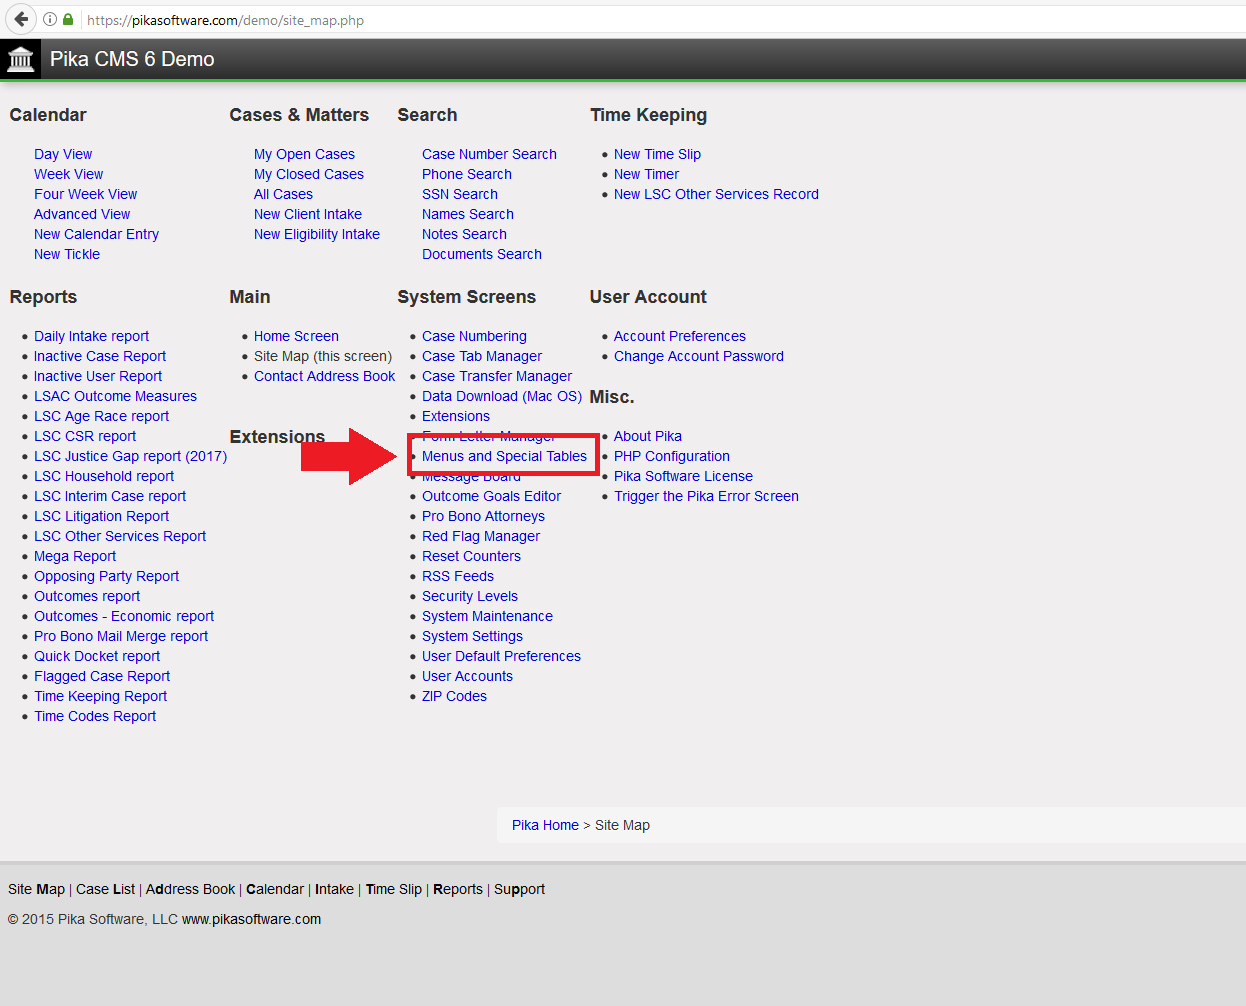 https://pikasoftware.com/demo/site_map.php
Pika CMS 6 Demo
Calendar
Day View
Week View
Four Week View
Advanced View
New Calendar Entry
New Tickle
Cases & Matters
My Open Cases
My Closed Cases
All Cases
New Client Intake
New Eligibility Intake
Search
Case Number Search
Phone Search
SSN Search
Names Search
Notes Search
Documents Search
Time Keeping
New Time Slip
New Timer
New LSC Other Services Record
Reports
Daily Intake report
Inactive Case Report
Inactive User Report
LSAC Outcome Measures
LSC Age Race report
LSC CSR report
LSC Justice Gap report (2017)
LSC Household report
LSC Interim Case report
LSC Litigation Report
LSC Other Services Report
Mega Report
Opposing Party Report
Outcomes report
Outcomes - Economic report
Pro Bono Mail Merge report
Quick Docket report
Flagged Case Report
Time Keeping Report
Time Codes Report
Main
Home Screen
Site Map (this screen)
Contact Address Book
Extensions
System Screens
Case Numbering
Case Tab Manager
Case Transfer Manager
Data Download (Mac OS)
Extensions
Form Letter Manager
Menus and Special Tables
Message Board
Outcome Goals Editor
Pro Bono Attorneys
Red Flag Manager
Reset Counters
RSS Feeds
Security Levels
System Maintenance
System Settings
User Default Preferences
User Accounts
ZIP Codes
User Account
Account Preferences
Change Account Password
Misc.
About Pika
PHP Configuration
Pika Software License
Trigger the Pika Error Screen
Pika Home > Site Map
Site Map | Case List | Address Book | Calendar | Intake | Time Slip | Reports | Support
© 2015 Pika Software, LLC www.pikasoftware.com